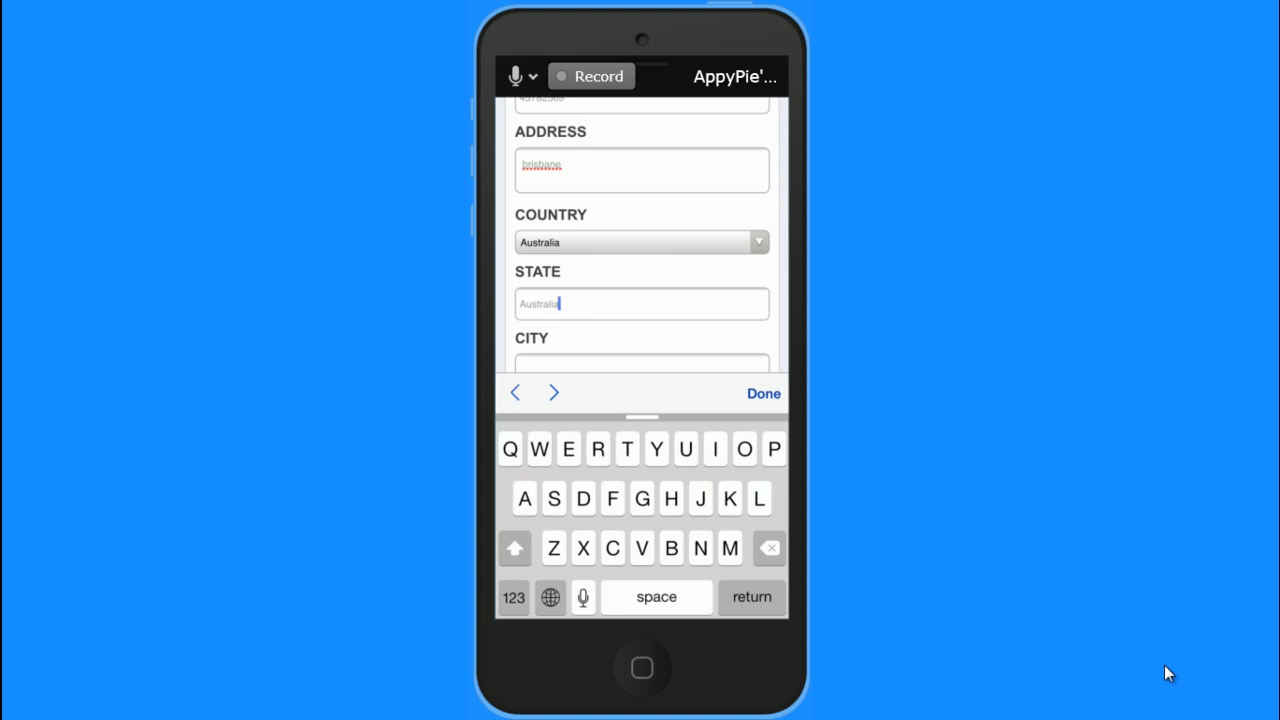 Record AppyPie'...
ADDRESS
brisbane
COUNTRY
Australia
STATE
Australia
CITY
Done
Q W E R T Y U I O P
A S D F G H J K L
Z X C V B N M
123 space return